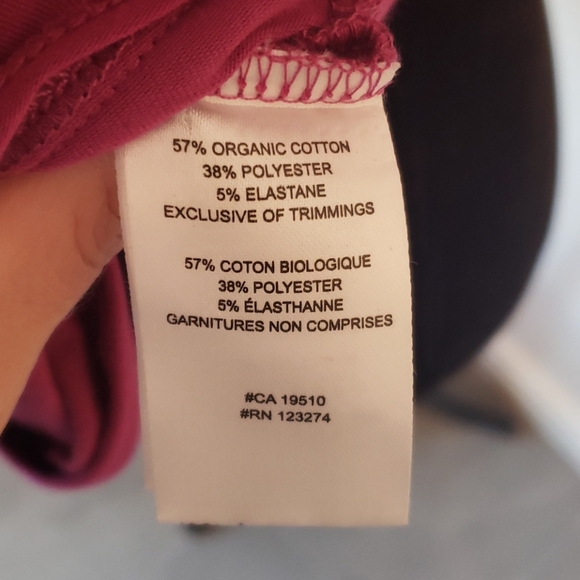 57% ORGANIC COTTON
38% POLYESTER
5% ELASTANE
EXCLUSIVE OF TRIMMINGS
57% COTON BIOLOGIQUE
38% POLYESTER
5% ÉLASTHANNE
GARNITURES NON COMPRISES
#CA 19510
#RN 123274